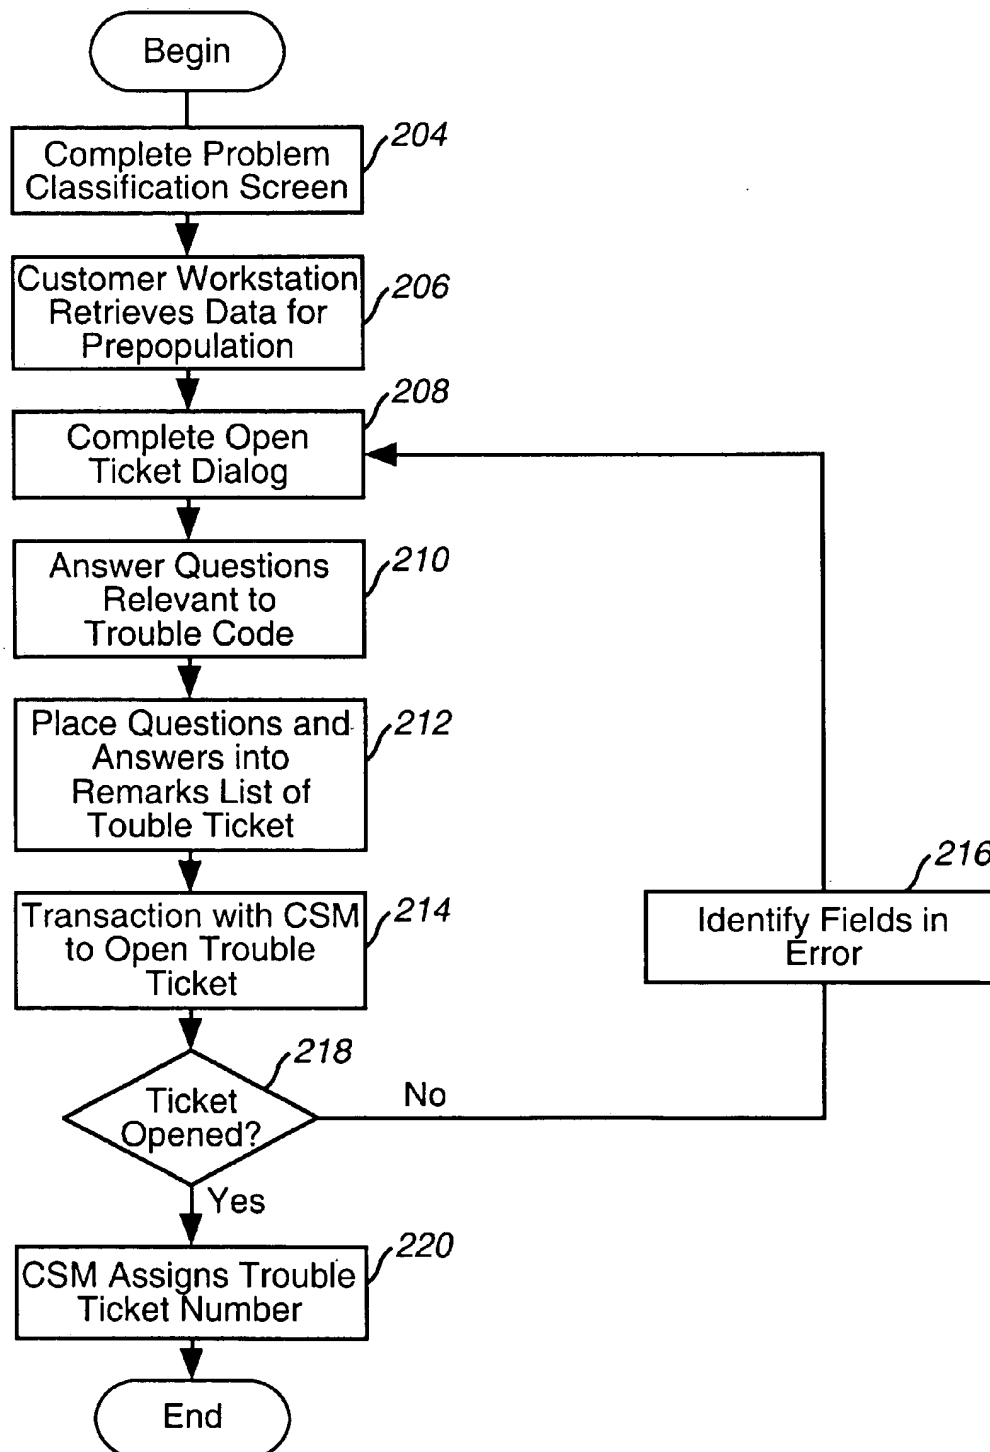 Begin
204
Complete Problem
Classification Screen
206
Customer Workstation
Retrieves Data for
Prepopulation
208
Complete Open
Ticket Dialog
210
Answer Questions
Relevant to
Trouble Code
212
Place Questions and
Answers into
Remarks List of
Touble Ticket
214
Transaction with CSM
to Open Trouble
Ticket
216
Identify Fields in
Error
218
Ticket
Opened?
No
Yes
220
CSM Assigns Trouble
Ticket Number
End